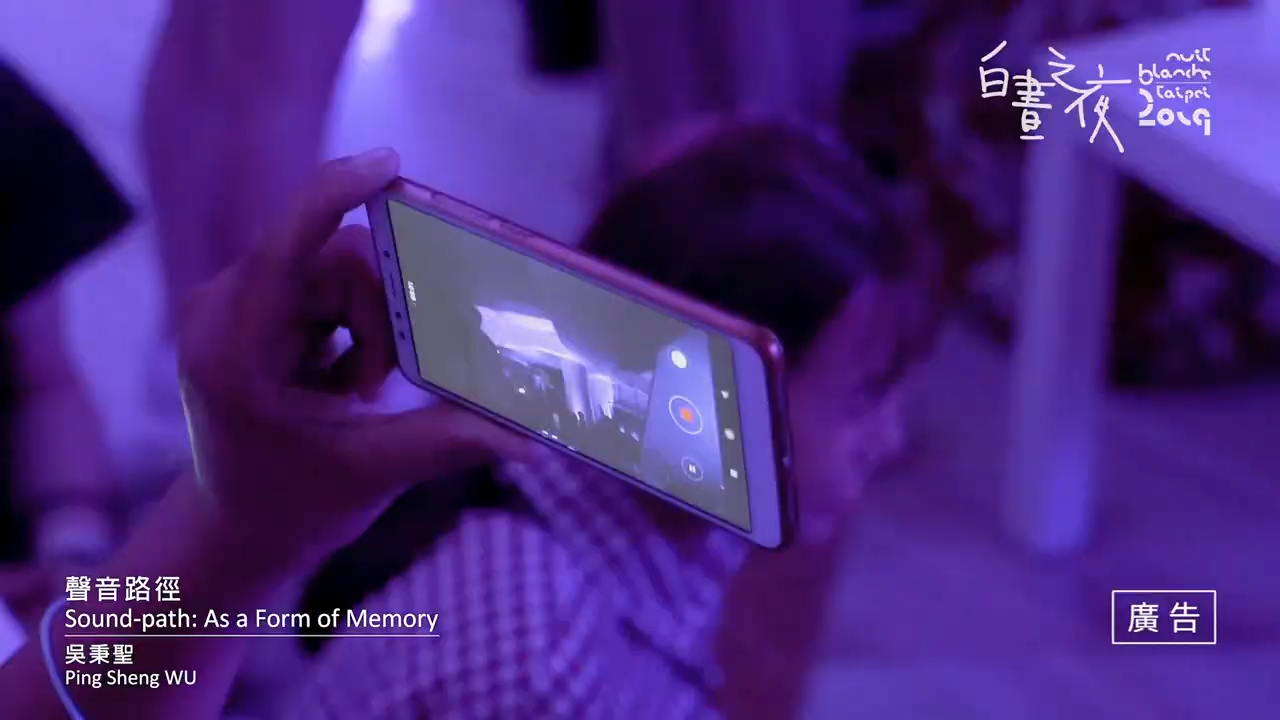 白晝之夜
nuit
blanche
taipei
2019
聲音路徑
Sound-path: As a Form of Memory
吳秉聖
Ping Sheng WU
廣告